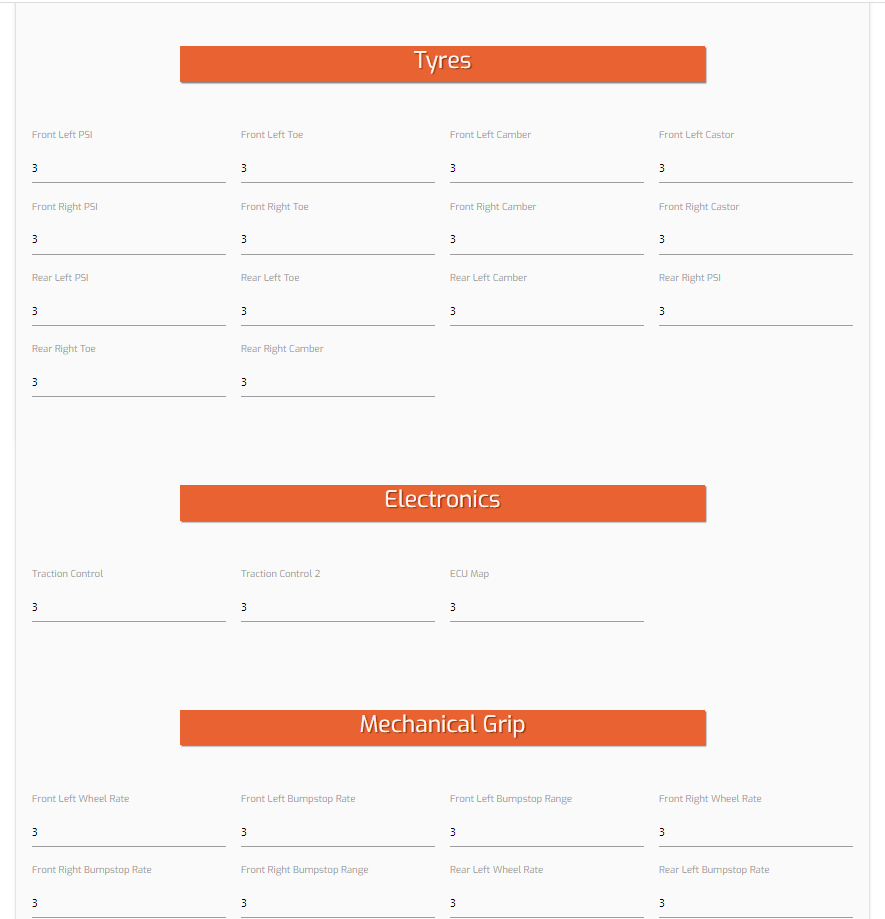 Tyres
Front Left PSI Front Left Toe Front Left Camber Front Left Castor
3 3 3 3
Front Right PSI Front Right Toe Front Right Camber Front Right Castor
3 3 3 3
Rear Left PSI Rear Left Toe Rear Left Camber Rear Right PSI
3 3 3 3
Rear Right Toe Rear Right Camber
3 3
Electronics
Traction Control Traction Control 2 ECU Map
3 3 3
Mechanical Grip
Front Left Wheel Rate Front Left Bumpstop Rate Front Left Bumpstop Range Front Right Wheel Rate
3 3 3 3
Front Right Bumpstop Rate Front Right Bumpstop Range Rear Left Wheel Rate Rear Left Bumpstop Rate
3 3 3 3